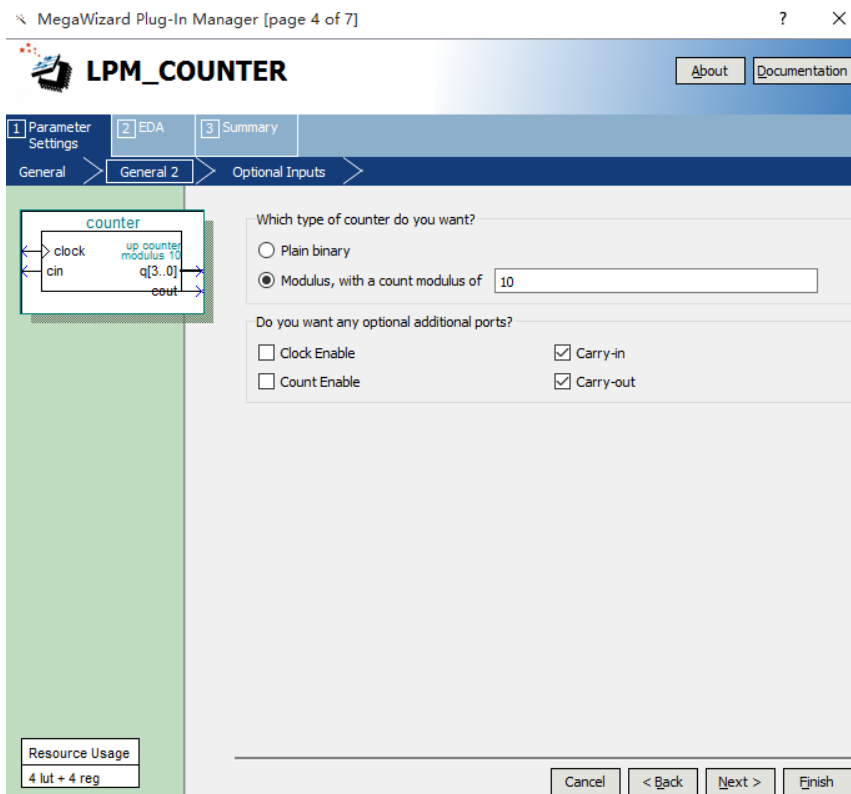 MegaWizard Plug-In Manager [page 4 of 7]
?
LPM_COUNTER
About
Documentation
1 Parameter Settings
2 EDA
3 Summary
General
General 2
Optional Inputs
counter
clock
up counter
modulus 10
cin
q[3..0]
cout
Which type of counter do you want?
Plain binary
Modulus, with a count modulus of 10
Do you want any optional additional ports?
Clock Enable
Carry-in
Count Enable
Carry-out
Resource Usage
4 lut + 4 reg
Cancel
< Back
Next >
Finish